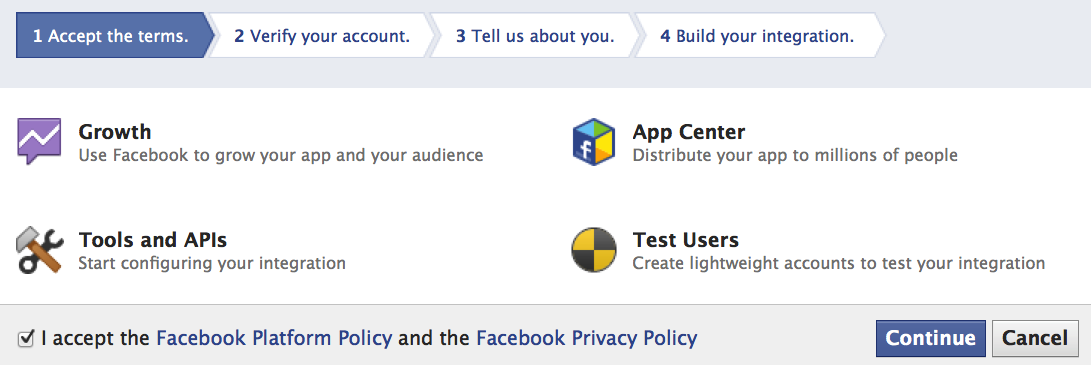 1 Accept the terms. 2 Verify your account. 3 Tell us about you. 4 Build your integration.
Growth
Use Facebook to grow your app and your audience
App Center
Distribute your app to millions of people
Tools and APIs
Start configuring your integration
Test Users
Create lightweight accounts to test your integration
I accept the Facebook Platform Policy and the Facebook Privacy Policy
Continue Cancel